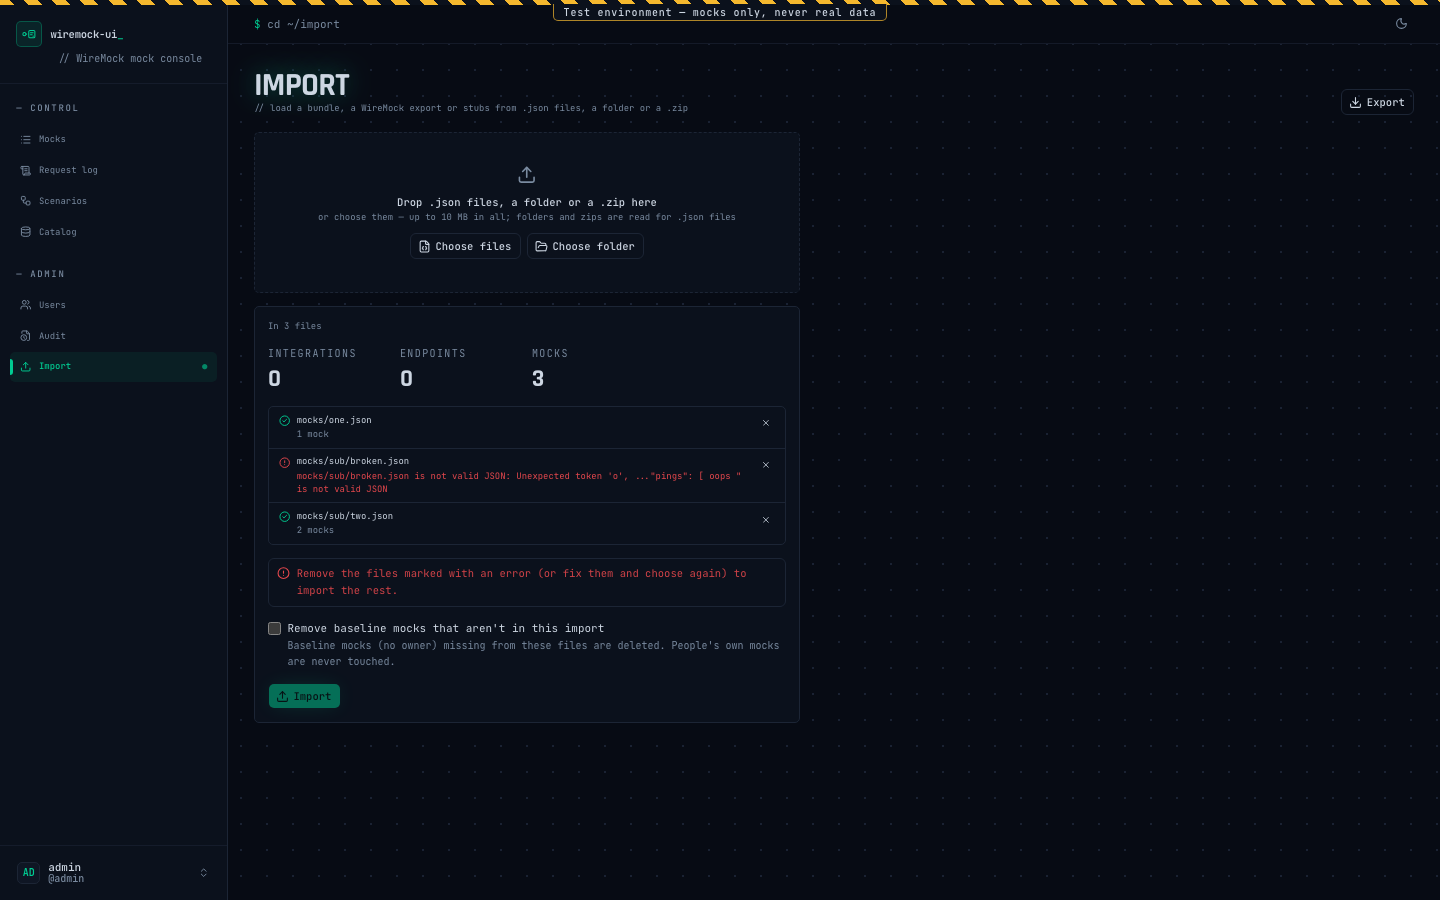 Test environment — mocks only, never real data
wiremock-ui_
// WireMock mock console
$ cd ~/import
— CONTROL
Mocks
Request log
Scenarios
Catalog
— ADMIN
Users
Audit
Import
AD
admin
@admin
IMPORT
// load a bundle, a WireMock export or stubs from .json files, a folder or a .zip
Export
Drop .json files, a folder or a .zip here
or choose them — up to 10 MB in all; folders and zips are read for .json files
Choose files
Choose folder
In 3 files
INTEGRATIONS
0
ENDPOINTS
0
MOCKS
3
mocks/one.json
1 mock
mocks/sub/broken.json
mocks/sub/broken.json is not valid JSON: Unexpected token 'o', ..."pings": [ oops "
is not valid JSON
mocks/sub/two.json
2 mocks
Remove the files marked with an error (or fix them and choose again) to
import the rest.
Remove baseline mocks that aren't in this import
Baseline mocks (no owner) missing from these files are deleted. People's own mocks
are never touched.
Import